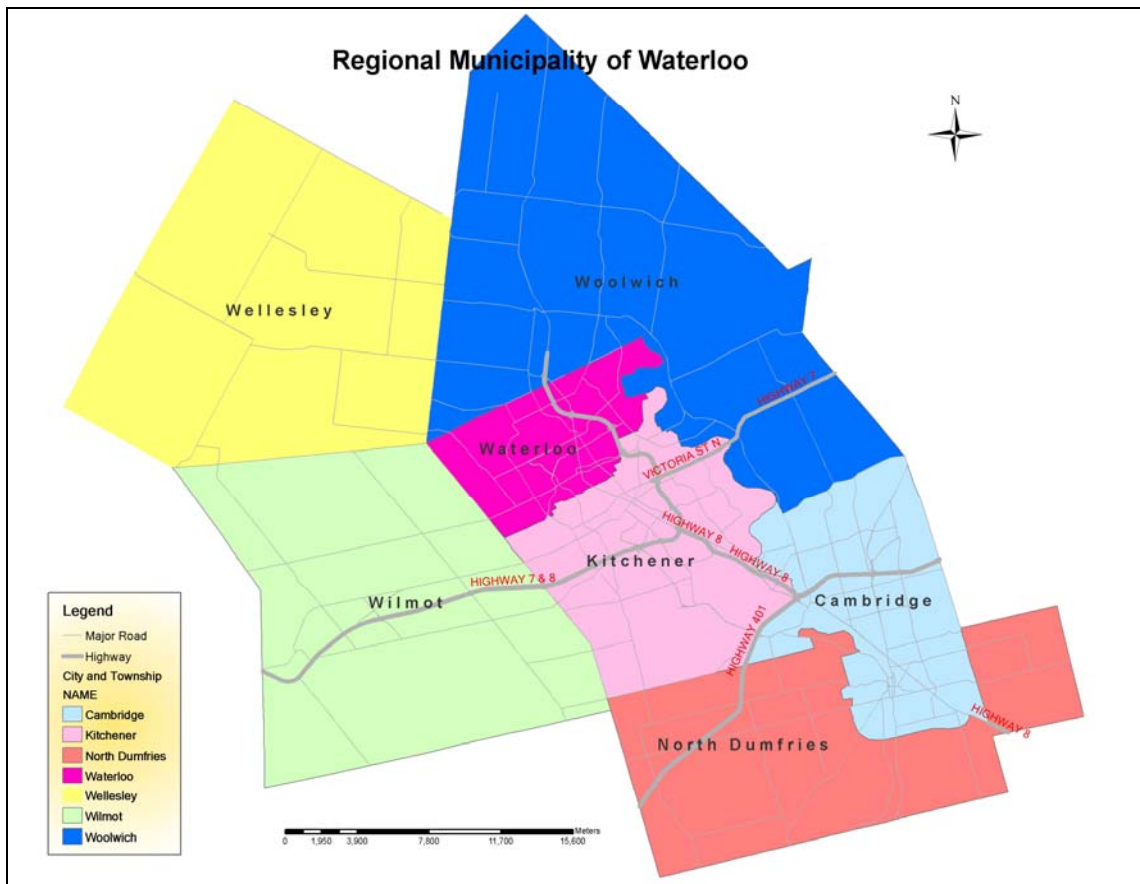 Regional Municipality of Waterloo
N
Woolwich
Wellesley
HIGHWAY 7
Waterloo
VICTORIA ST N
HIGHWAY 8
HIGHWAY 8
Kitchener
HIGHWAY 7 & 8
Wilmot
Cambridge
HIGHWAY 401
HIGHWAY 8
North Dumfries
Legend
Major Road
Highway
City and Township
NAME
Cambridge
Kitchener
North Dumfries
Waterloo
Wellesley
Wilmot
Woolwich
Meters
0 1,950 3,900 7,800 11,700 15,600